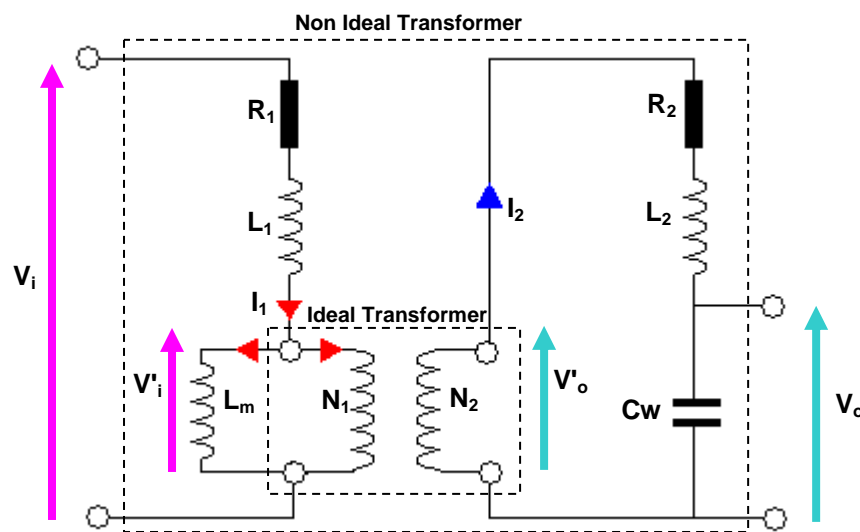 Non Ideal Transformer
R₁
R₂
L₁
I₂
L₂
Vᵢ
I₁
Ideal Transformer
V'ᵢ
Lₘ
N₁
N₂
V'ₒ
Cw
Vₒ